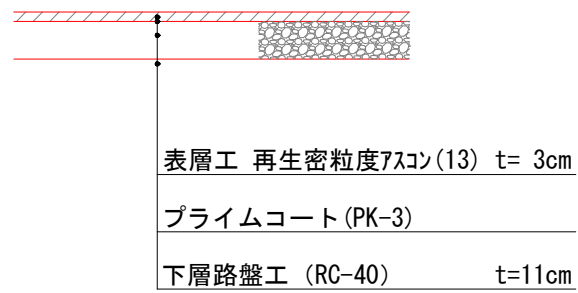 表層工 再生密粒度ｱｽｺﾝ(13) t= 3cm
プライムコート(PK-3)
下層路盤工 (RC-40) t=11cm